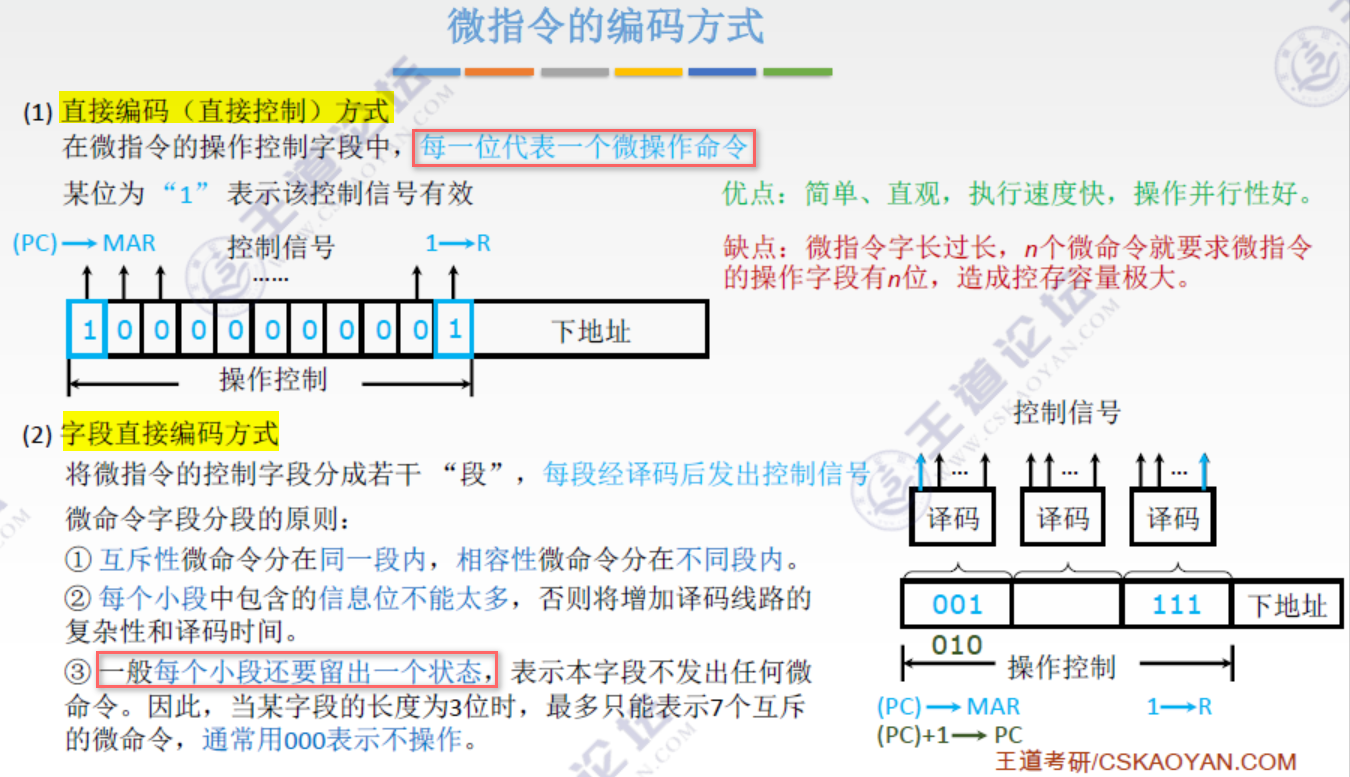 微指令的编码方式
(1) 直接编码（直接控制）方式
在微指令的操作控制字段中，每一位代表一个微操作命令
某位为 “1” 表示该控制信号有效
优点：简单、直观，执行速度快，操作并行性好。
缺点：微指令字长过长，n个微命令就要求微指令
的操作字段有n位，造成控存容量极大。
(PC)→MAR 控制信号 1→R
……
1 0 0 0 0 0 0 0 0 0 1 下地址
操作控制
(2) 字段直接编码方式
将微指令的控制字段分成若干 “段”，每段经译码后发出控制信号
微命令字段分段的原则：
① 互斥性微命令分在同一段内，相容性微命令分在不同段内。
② 每个小段中包含的信息位不能太多，否则将增加译码线路的
复杂性和译码时间。
③ 一般每个小段还要留出一个状态，表示本字段不发出任何微
命令。因此，当某字段的长度为3位时，最多只能表示7个互斥
的微命令，通常用000表示不操作。
控制信号
… … …
译码 译码 译码
001 111 下地址
010
操作控制
(PC)→MAR 1→R
(PC)+1→PC
王道考研/CSKAOYAN.COM
王道论坛
WWW.CSKAOYAN.COM
王道论坛
WWW.CSKAOYAN.COM